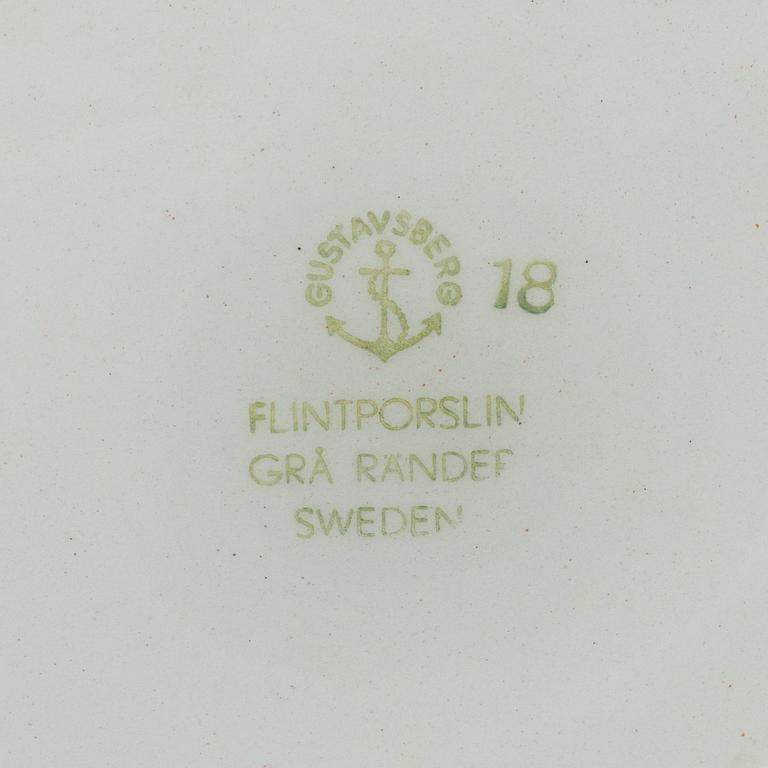 GUSTAVSBERG
18
FLINTPORSLIN
GRÅ RÄNDER
SWEDEN